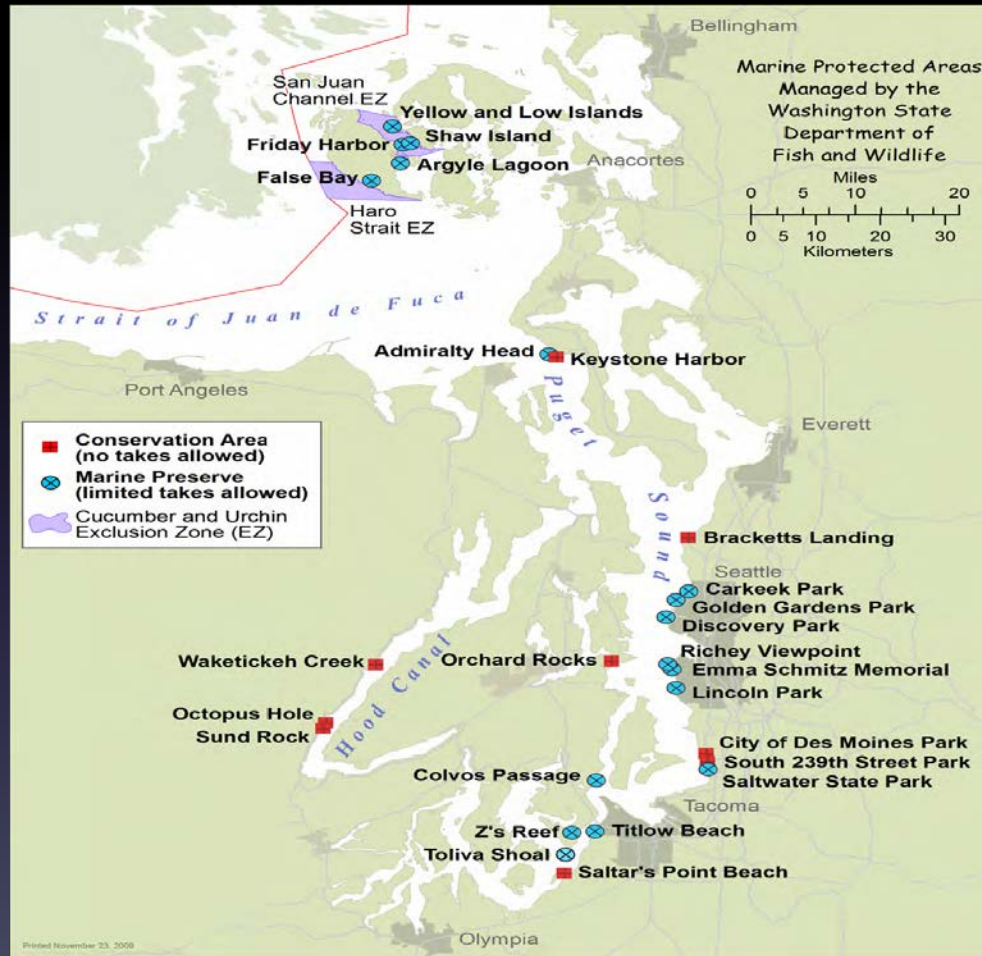 Bellingham
Marine Protected Areas
Managed by the
Washington State
Department of
Fish and Wildlife
Miles
0 5 10 20
0 5 10 20 30
Kilometers
San Juan
Channel EZ
Yellow and Low Islands
Shaw Island
Friday Harbor
Argyle Lagoon
Anacortes
False Bay
Haro
Strait EZ
Strait of Juan de Fuca
Admiralty Head
Keystone Harbor
Port Angeles
Puget
Sound
Everett
Conservation Area
(no takes allowed)
Marine Preserve
(limited takes allowed)
Cucumber and Urchin
Exclusion Zone (EZ)
Bracketts Landing
Seattle
Carkeek Park
Golden Gardens Park
Discovery Park
Richey Viewpoint
Emma Schmitz Memorial
Lincoln Park
Waketickeh Creek
Orchard Rocks
Hood Canal
Octopus Hole
Sund Rock
City of Des Moines Park
South 239th Street Park
Saltwater State Park
Colvos Passage
Tacoma
Z's Reef
Titlow Beach
Toliva Shoal
Saltar's Point Beach
Olympia
Printed November 23, 2009